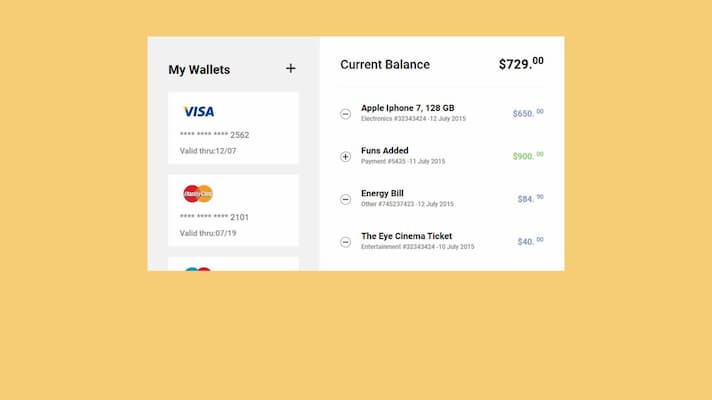 My Wallets +
VISA
**** **** **** 2562
Valid thru:12/07
MasterCard
**** **** **** 2101
Valid thru:07/19
Current Balance $729.00
Apple Iphone 7, 128 GB $650. 00
Electronics #32343424 -12 July 2015
Funs Added $900. 00
Payment #5435 -11 July 2015
Energy Bill $84. 90
Other #745237423 -12 July 2015
The Eye Cinema Ticket $40. 00
Entertainment #32343424 -10 July 2015